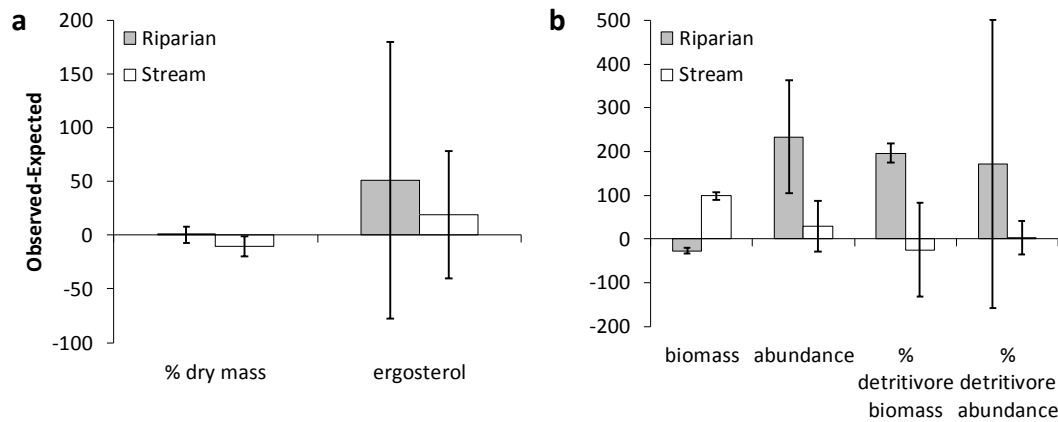 a
Observed-Expected
200
150
100
50
0
-50
-100
Riparian
Stream
% dry mass
ergosterol
b
500
400
300
200
100
0
-100
-200
Riparian
Stream
biomass
abundance
%
detritivore
biomass
%
detritivore
abundance